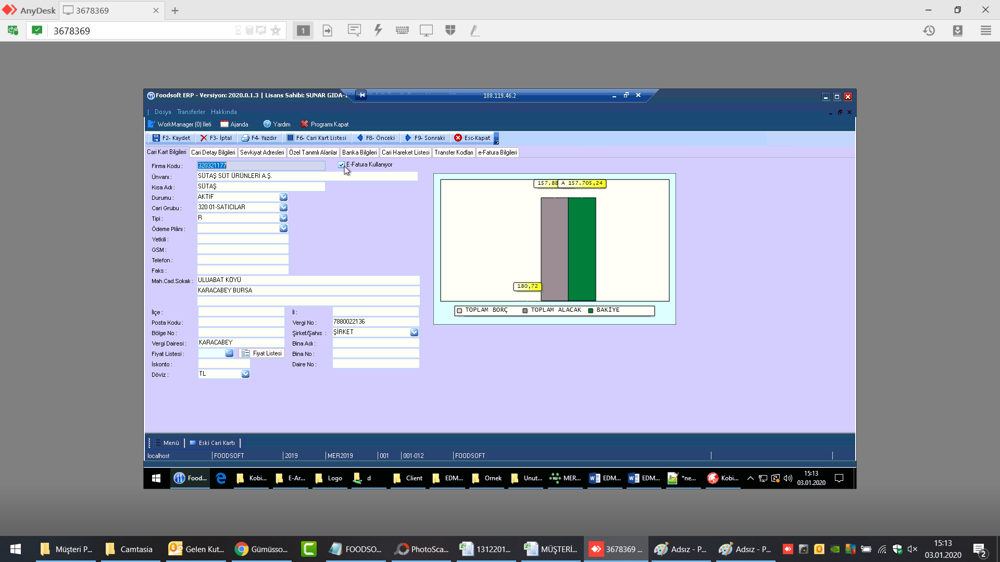 AnyDesk
3678369
3678369
1
Foodsoft ERP - Versiyon: 2020.0.1.3 | Lisans Sahibi: SUNAR GIDA-
188.119.46.2
Dosya Transferler Hakkında
WorkManager (0) İleti Ajanda Yardım Programı Kapat
F2- Kaydet F3- İptal F4- Yazdır F6- Cari Kart Listesi F8- Önceki F9- Sonraki Esc-Kapat
Cari Kart Bilgileri Cari Detay Bilgileri Sevkiyat Adresleri Özel Tanımlı Alanlar Banka Bilgileri Cari Hareket Listesi Transfer Kodları e-Fatura Bilgileri
Firma Kodu : 320321177 E-Fatura Kullanıyor
Ünvanı : SÜTAŞ SÜT ÜRÜNLERİ A.Ş.
Kısa Adı : SÜTAŞ
Durumu : AKTİF
Cari Grubu : 320 01-SATICILAR
Tipi : R
Ödeme Planı :
Yetkili :
GSM :
Telefon :
Faks :
Mah.Cad.Sokak : ULUABAT KÖYÜ
KARACABEY BURSA
İlçe : İl :
Posta Kodu : Vergi No : 7880022136
Bölge No : Şirket/Şahıs : ŞİRKET
Vergi Dairesi : KARACABEY Bina Adı :
Fiyat Listesi : Fiyat Listesi Bina No :
İskonto : Daire No :
Döviz : TL
157.88 A 157.705,24
180,72
TOPLAM BORÇ TOPLAM ALACAK BAKİYE
Menü Eski Cari Kartı
localhost FOODSOFT 2019 MER2019 001 001-012 FOODSOFT
Food... Kobi... E-Ar... Logo d Client EDM... Ornek Unut... MER... EDM... EDM... *ne... Kobi...
15:13
03.01.2020
Müşteri P... Camtasia Gelen Kut... Gümüsso... FOODSO... PhotoSca... 1312201... MÜŞTERİ... 3678369 ... Adsız - P... Adsız - P...
15:13
03.01.2020
2